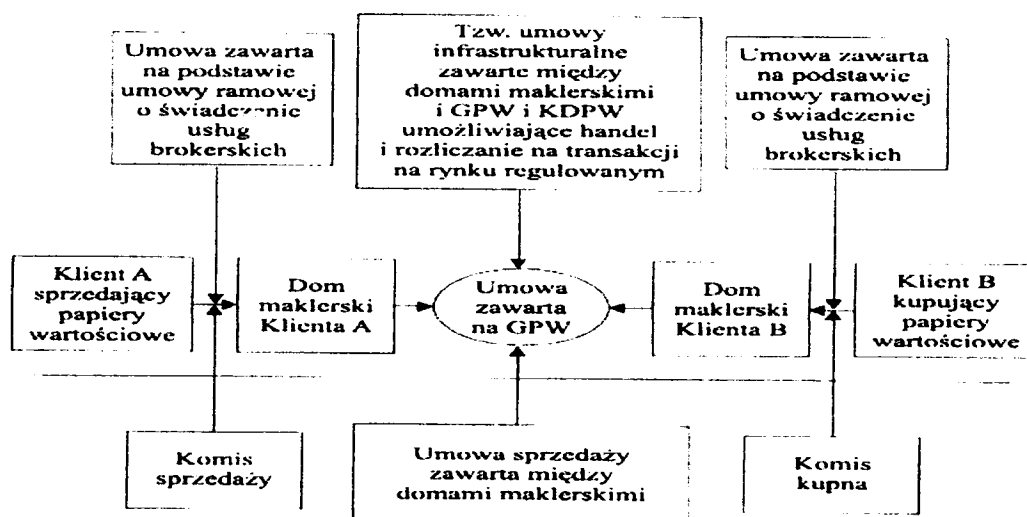 Umowa zawarta
na podstawie
umowy ramowej
o świadczenie
usług
brokerskich
Tzw. umowy
infrastrukturalne
zawarte między
domami maklerskimi
i GPW i KDPW
umożliwiające handel
i rozliczanie na transakcji
na rynku regulowanym
Umowa zawarta
na podstawie
umowy ramowej
o świadczenie
usług
brokerskich
Klient A
sprzedający
papiery
wartościowe
Dom
maklerski
Klienta A
Umowa
zawarta
na GPW
Dom
maklerski
Klienta B
Klient B
kupujący
papiery
wartościowe
Komis
sprzedaży
Umowa sprzedaży
zawarta między
domami maklerskimi
Komis
kupna